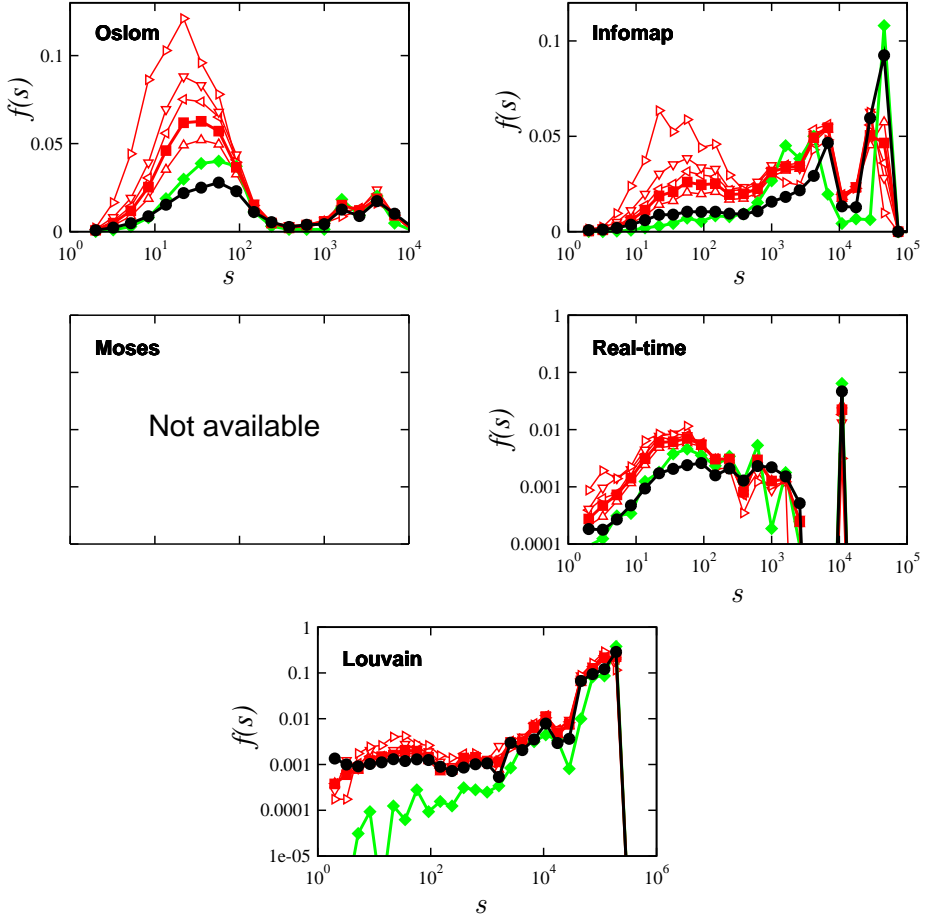 Oslom
f(s)
0.1
0.05
0
10^0
10^1
10^2
10^3
10^4
s
Infomap
f(s)
0.1
0.05
0
10^0
10^1
10^2
10^3
10^4
10^5
s
Moses
Not available
Real-time
f(s)
1
0.1
0.01
0.001
0.0001
10^0
10^1
10^2
10^3
10^4
10^5
s
Louvain
f(s)
1
0.1
0.01
0.001
0.0001
1e-05
10^0
10^2
10^4
10^6
s